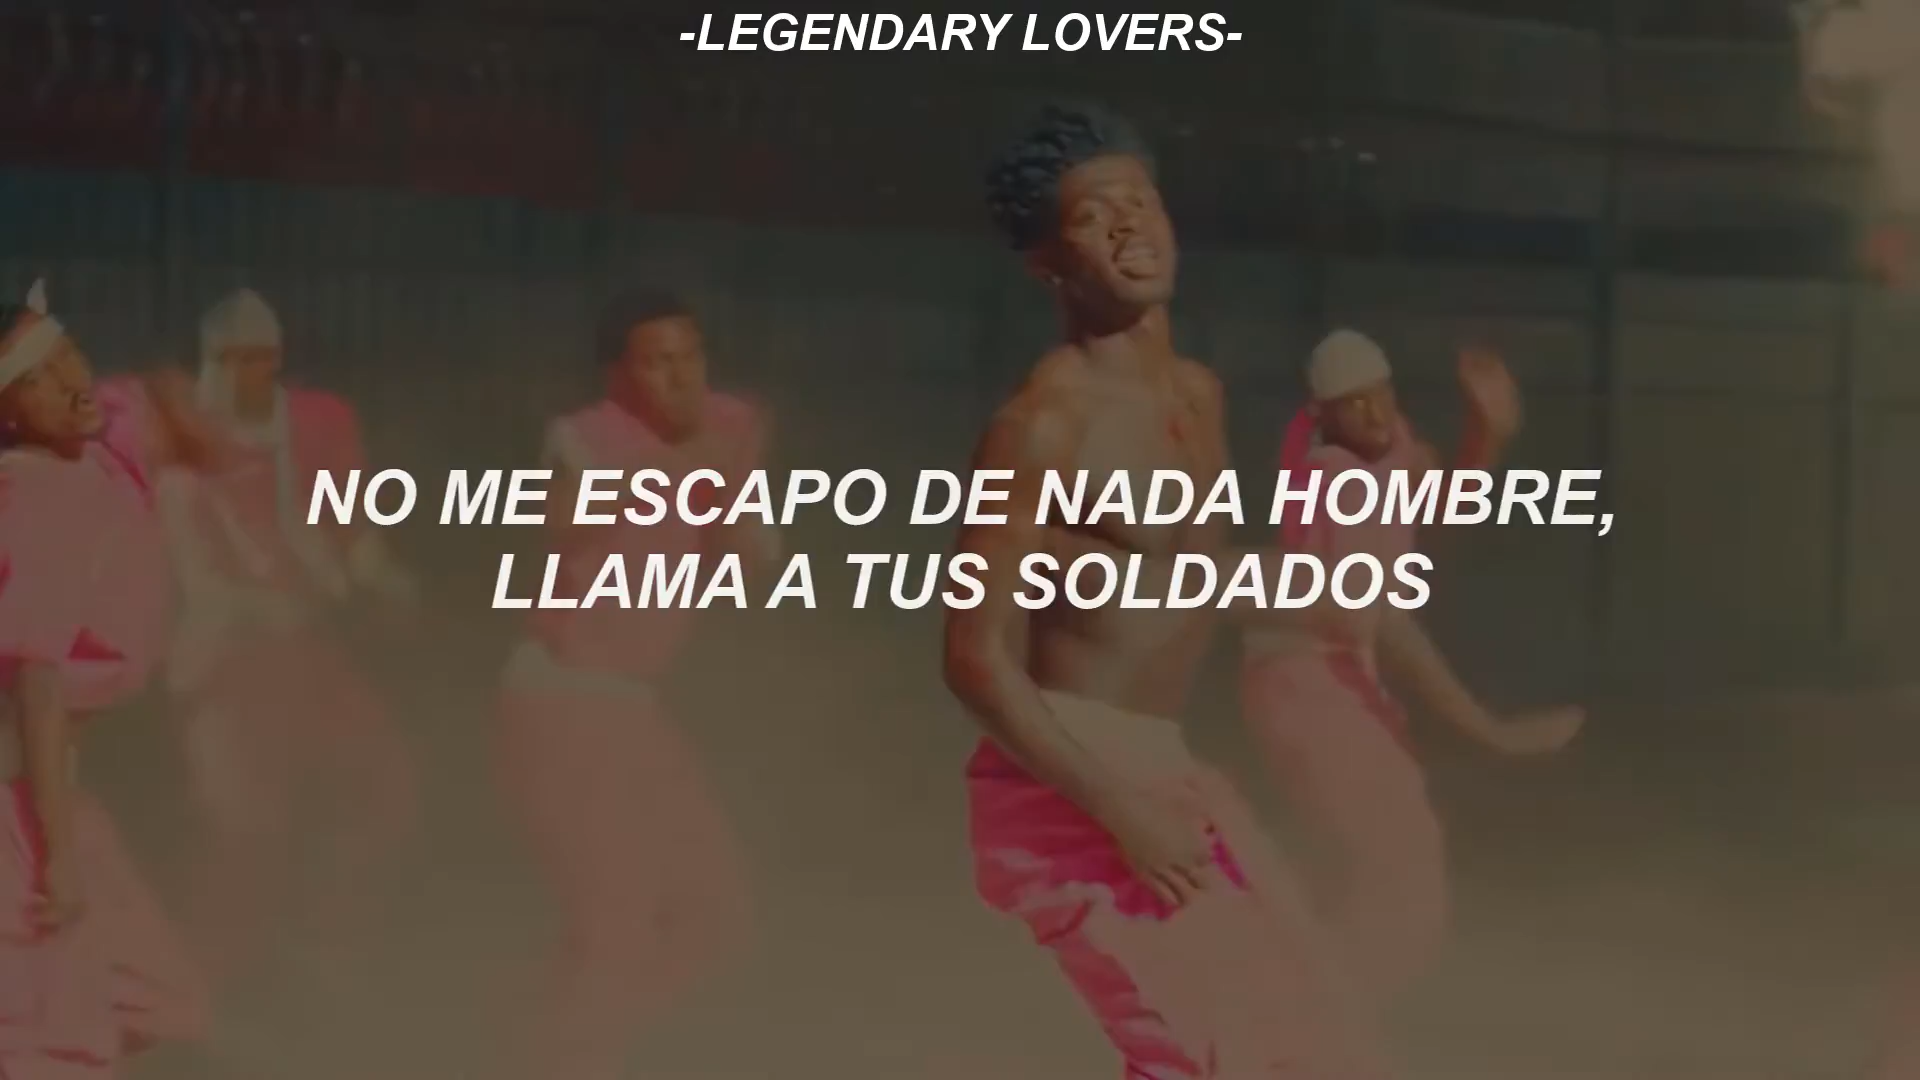 -LEGENDARY LOVERS-
NO ME ESCAPO DE NADA HOMBRE,
LLAMA A TUS SOLDADOS